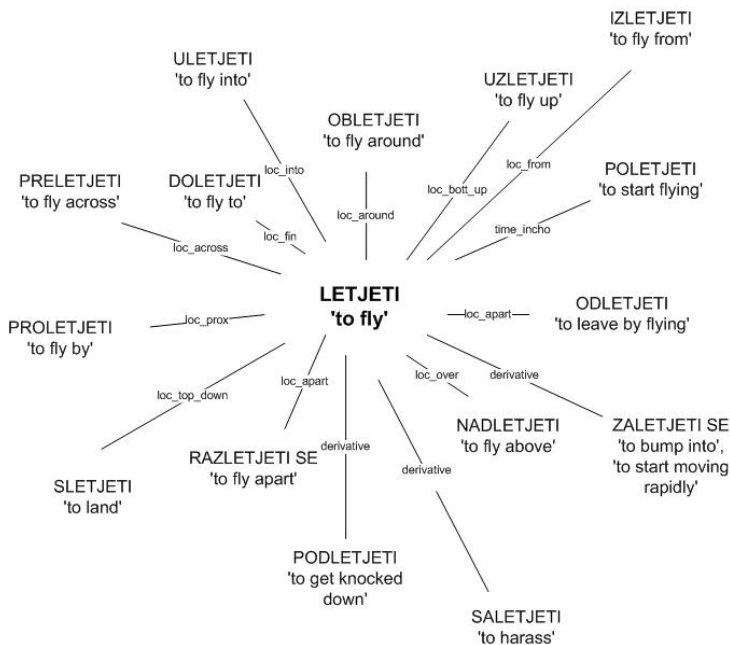 IZLETJETI
'to fly from'
ULETJETI
'to fly into'
UZLETJETI
'to fly up'
OBLETJETI
'to fly around'
PRELETJETI
'to fly across'
DOLETJETI
'to fly to'
POLETJETI
'to start flying'
loc_into
loc_from
loc_bott_up
loc_around
loc_fin
loc_across
time_incho
LETJETI
'to fly'
PROLETJETI
'to fly by'
loc_prox
loc_apart
ODLETJETI
'to leave by flying'
loc_top_down
loc_apart
loc_over
derivative
SLETJETI
'to land'
RAZLETJETI SE
'to fly apart'
derivative
derivative
NADLETJETI
'to fly above'
ZALETJETI SE
'to bump into',
'to start moving
rapidly'
PODLETJETI
'to get knocked
down'
SALETJETI
'to harass'